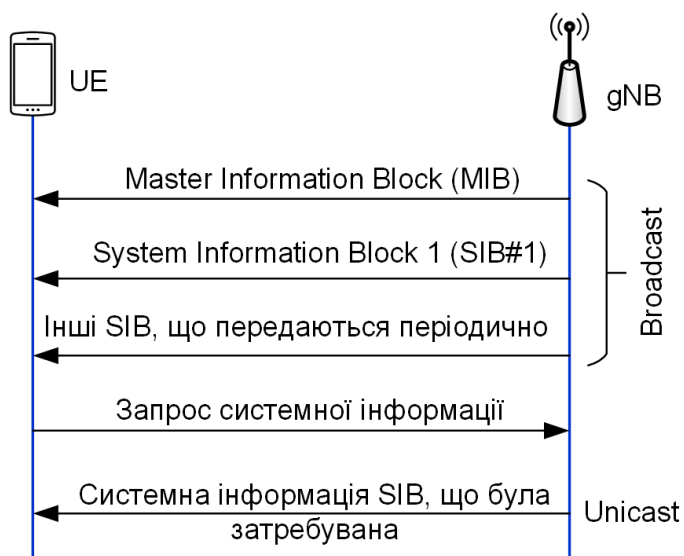 UE
gNB
Master Information Block (MIB)
System Information Block 1 (SIB#1)
Інші SIB, що передаються періодично
Broadcast
Запрос системної інформації
Системна інформація SIB, що була
затребувана
Unicast